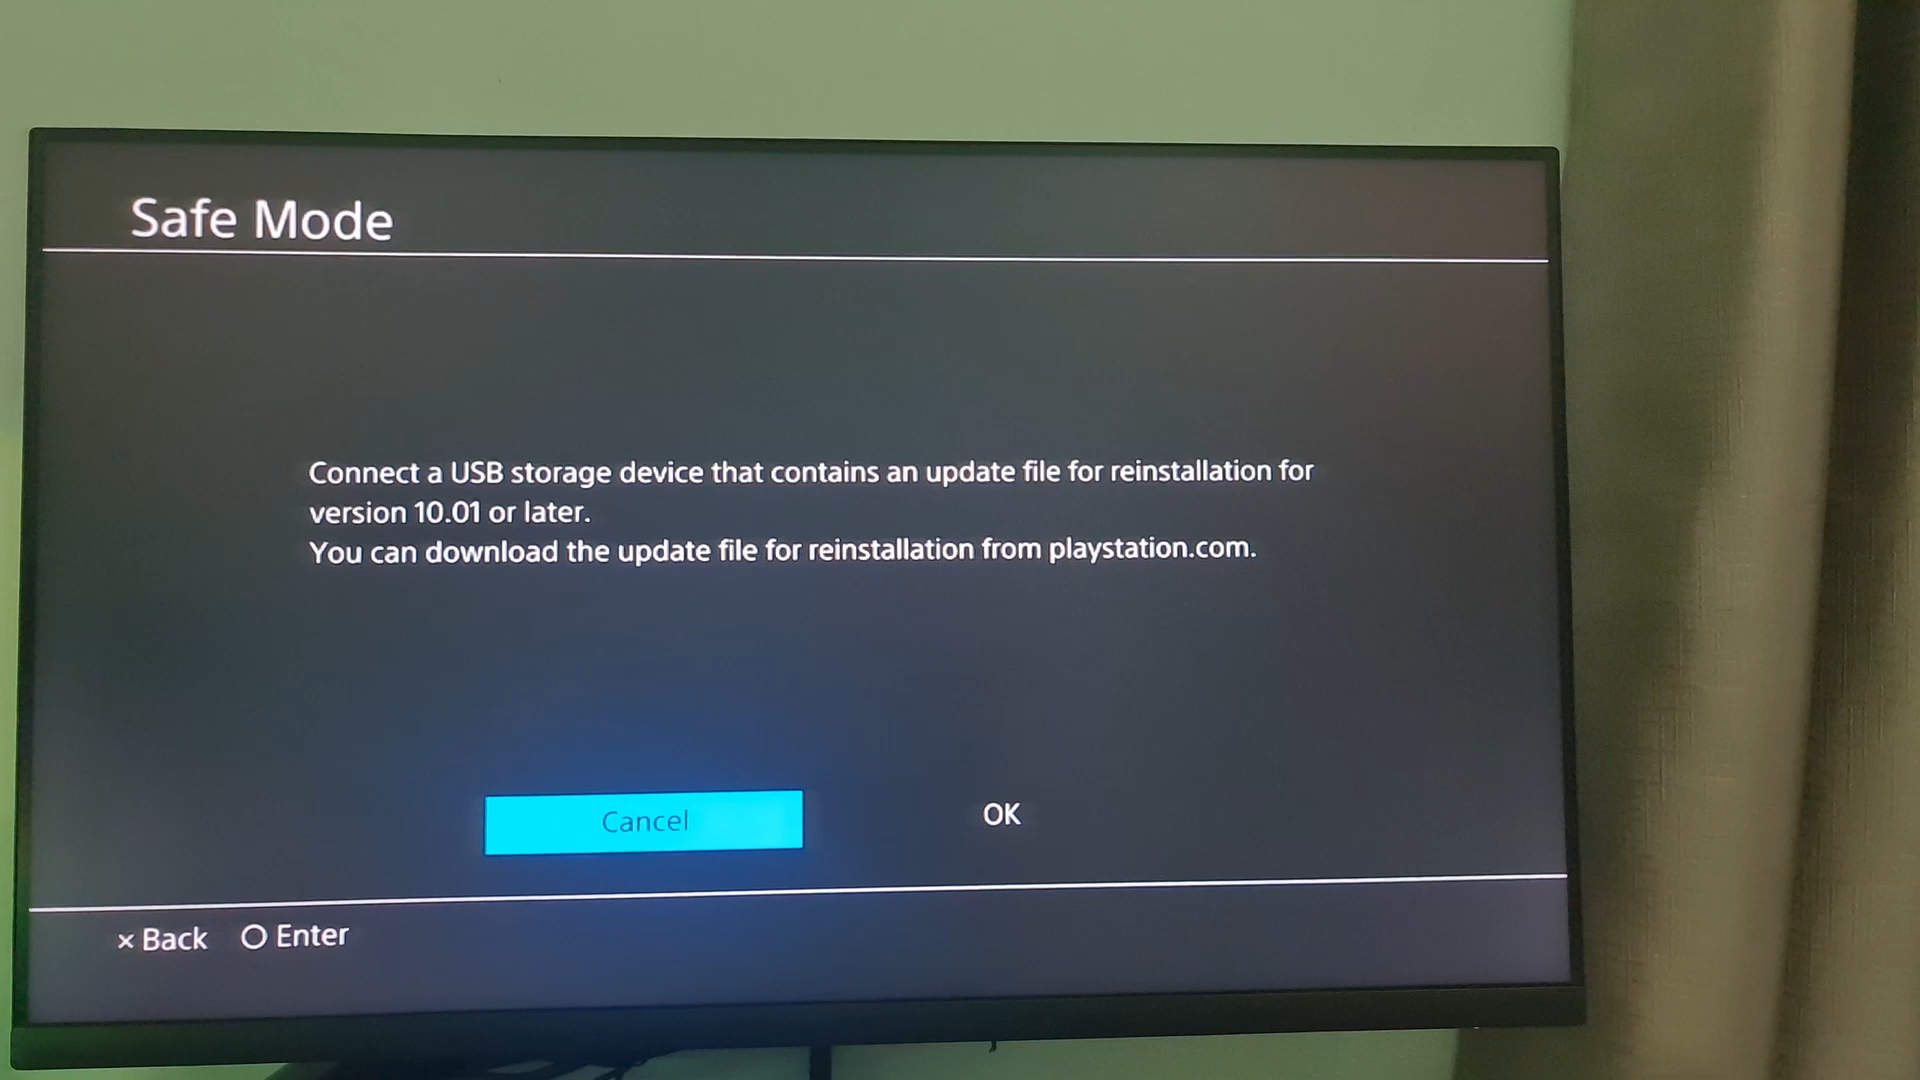 Safe Mode
Connect a USB storage device that contains an update file for reinstallation for
version 10.01 or later.
You can download the update file for reinstallation from playstation.com.
Cancel
OK
× Back ○ Enter